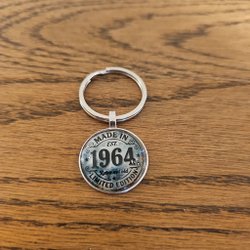 MADE IN
EST.
1964
LIMITED EDITION